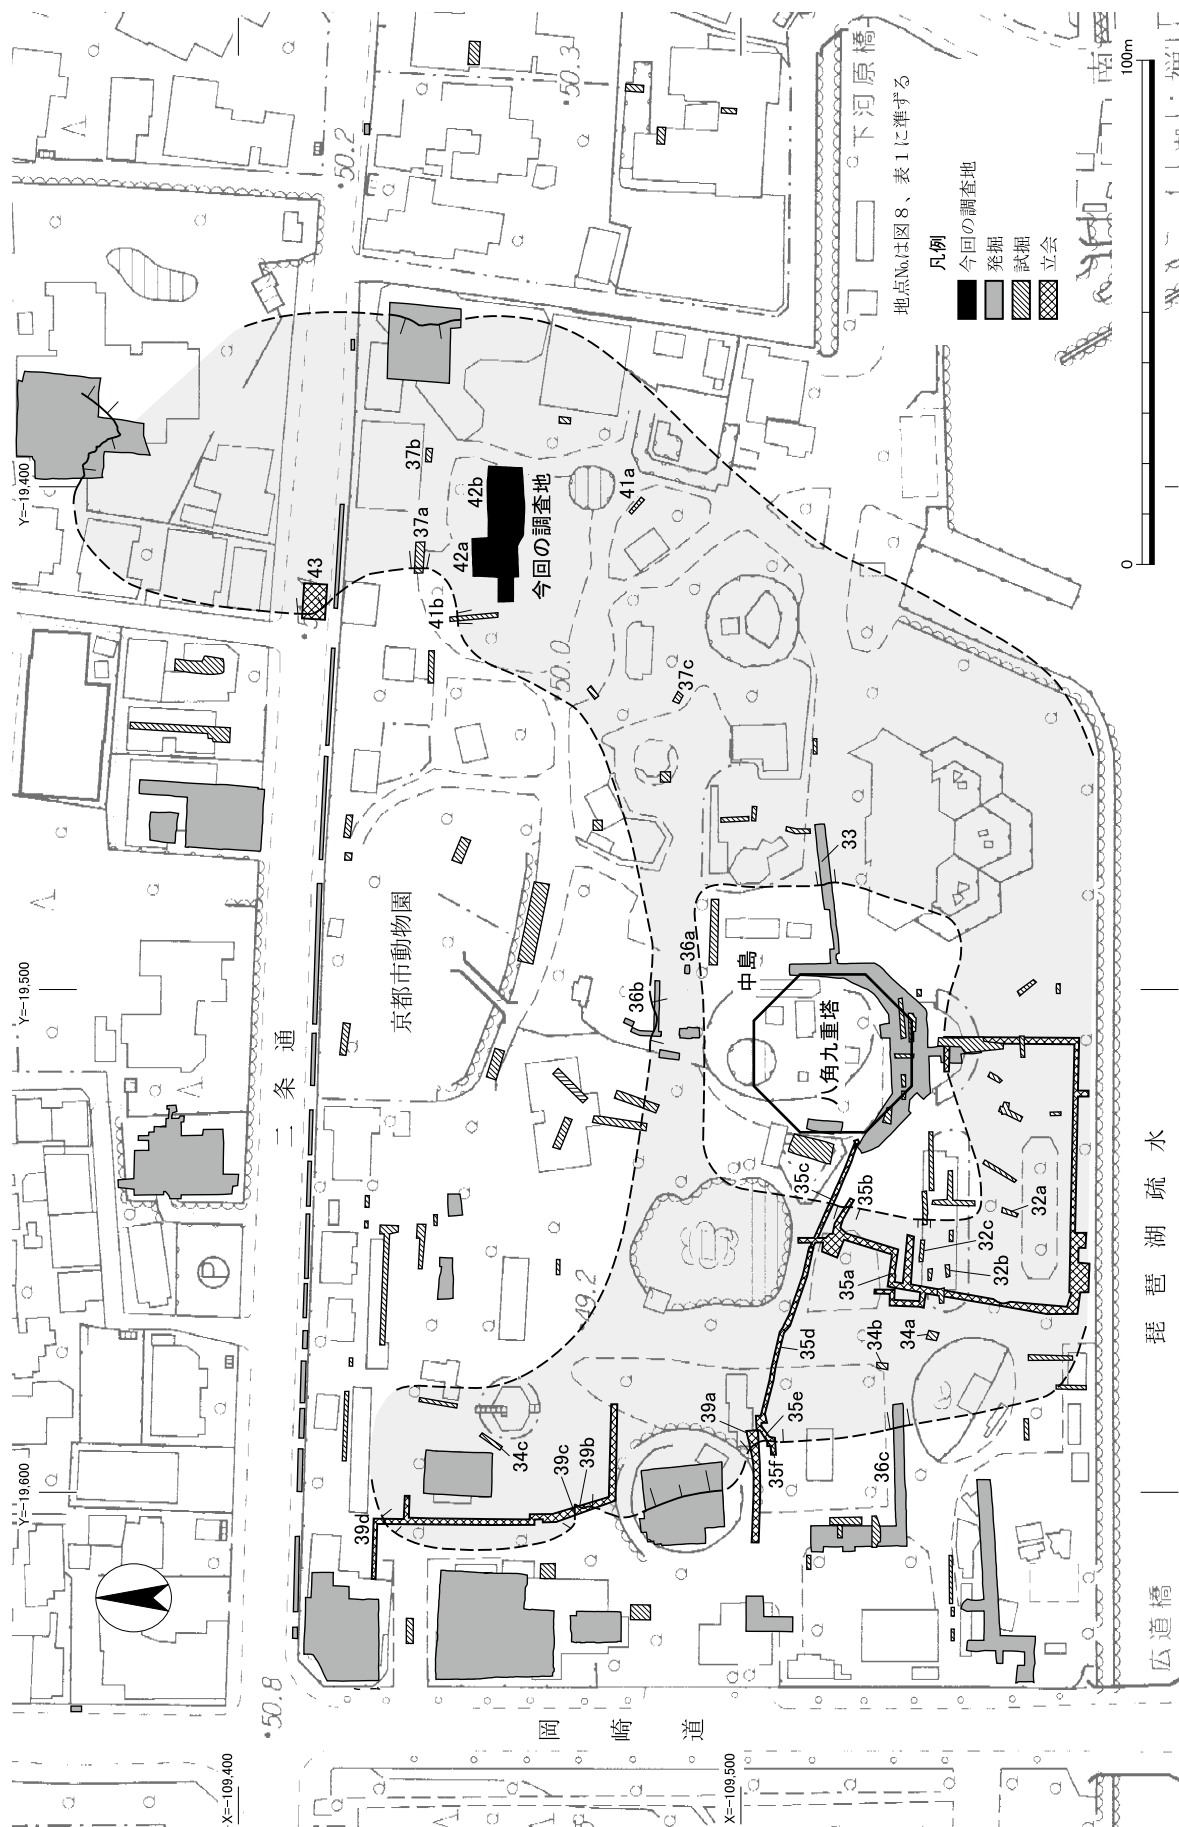 Y=-19,400
Y=-19,500
Y=-19,600
X=-109,400
X=-109,500
50.2
50.3
50.0
49.2
50.8
二条通
岡崎道
琵琶湖疏水
広道橋
下河原橋
南
京都市動物園
中島
八角九重塔
今回の調査地
43
37a
37b
37c
42a
42b
41a
41b
33
36a
36b
36c
35a
35b
35c
35d
35e
35f
34a
34b
34c
32a
32b
32c
39a
39b
39c
39d
P
地点No.は図8、表1に準ずる
凡例
今回の調査地
発掘
試掘
立会
0
100m